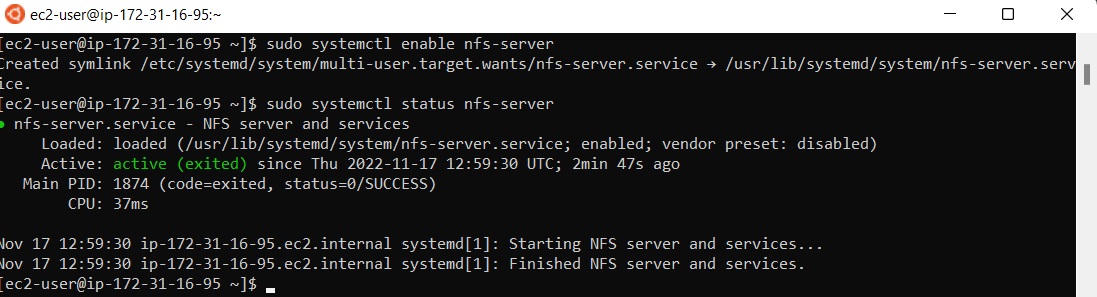 ec2-user@ip-172-31-16-95:~
[ec2-user@ip-172-31-16-95 ~]$ sudo systemctl enable nfs-server
Created symlink /etc/systemd/system/multi-user.target.wants/nfs-server.service → /usr/lib/systemd/system/nfs-server.serv
ice.
[ec2-user@ip-172-31-16-95 ~]$ sudo systemctl status nfs-server
● nfs-server.service - NFS server and services
     Loaded: loaded (/usr/lib/systemd/system/nfs-server.service; enabled; vendor preset: disabled)
     Active: active (exited) since Thu 2022-11-17 12:59:30 UTC; 2min 47s ago
   Main PID: 1874 (code=exited, status=0/SUCCESS)
        CPU: 37ms

Nov 17 12:59:30 ip-172-31-16-95.ec2.internal systemd[1]: Starting NFS server and services...
Nov 17 12:59:30 ip-172-31-16-95.ec2.internal systemd[1]: Finished NFS server and services.
[ec2-user@ip-172-31-16-95 ~]$